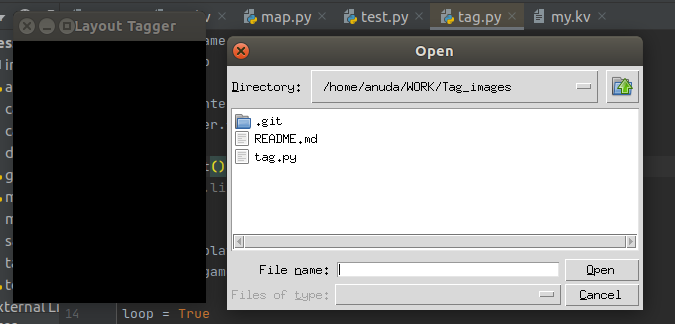 .kv map.py test.py tag.py my.kv
Layout Tagger
Open
Directory: /home/anuda/WORK/Tag_images
.git
README.md
tag.py
File name:
Open
Files of type:
Cancel
xternal Li
14 loop = True